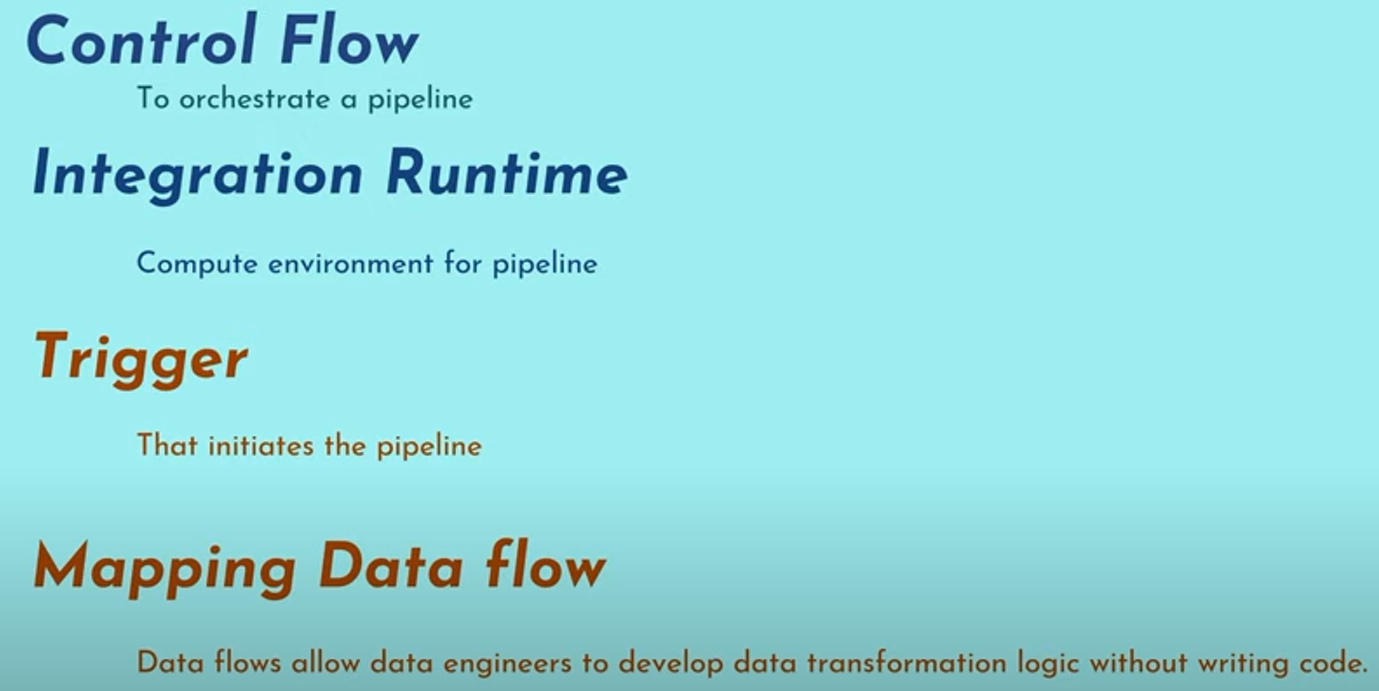 Control Flow
To orchestrate a pipeline
Integration Runtime
Compute environment for pipeline
Trigger
That initiates the pipeline
Mapping Data flow
Data flows allow data engineers to develop data transformation logic without writing code.